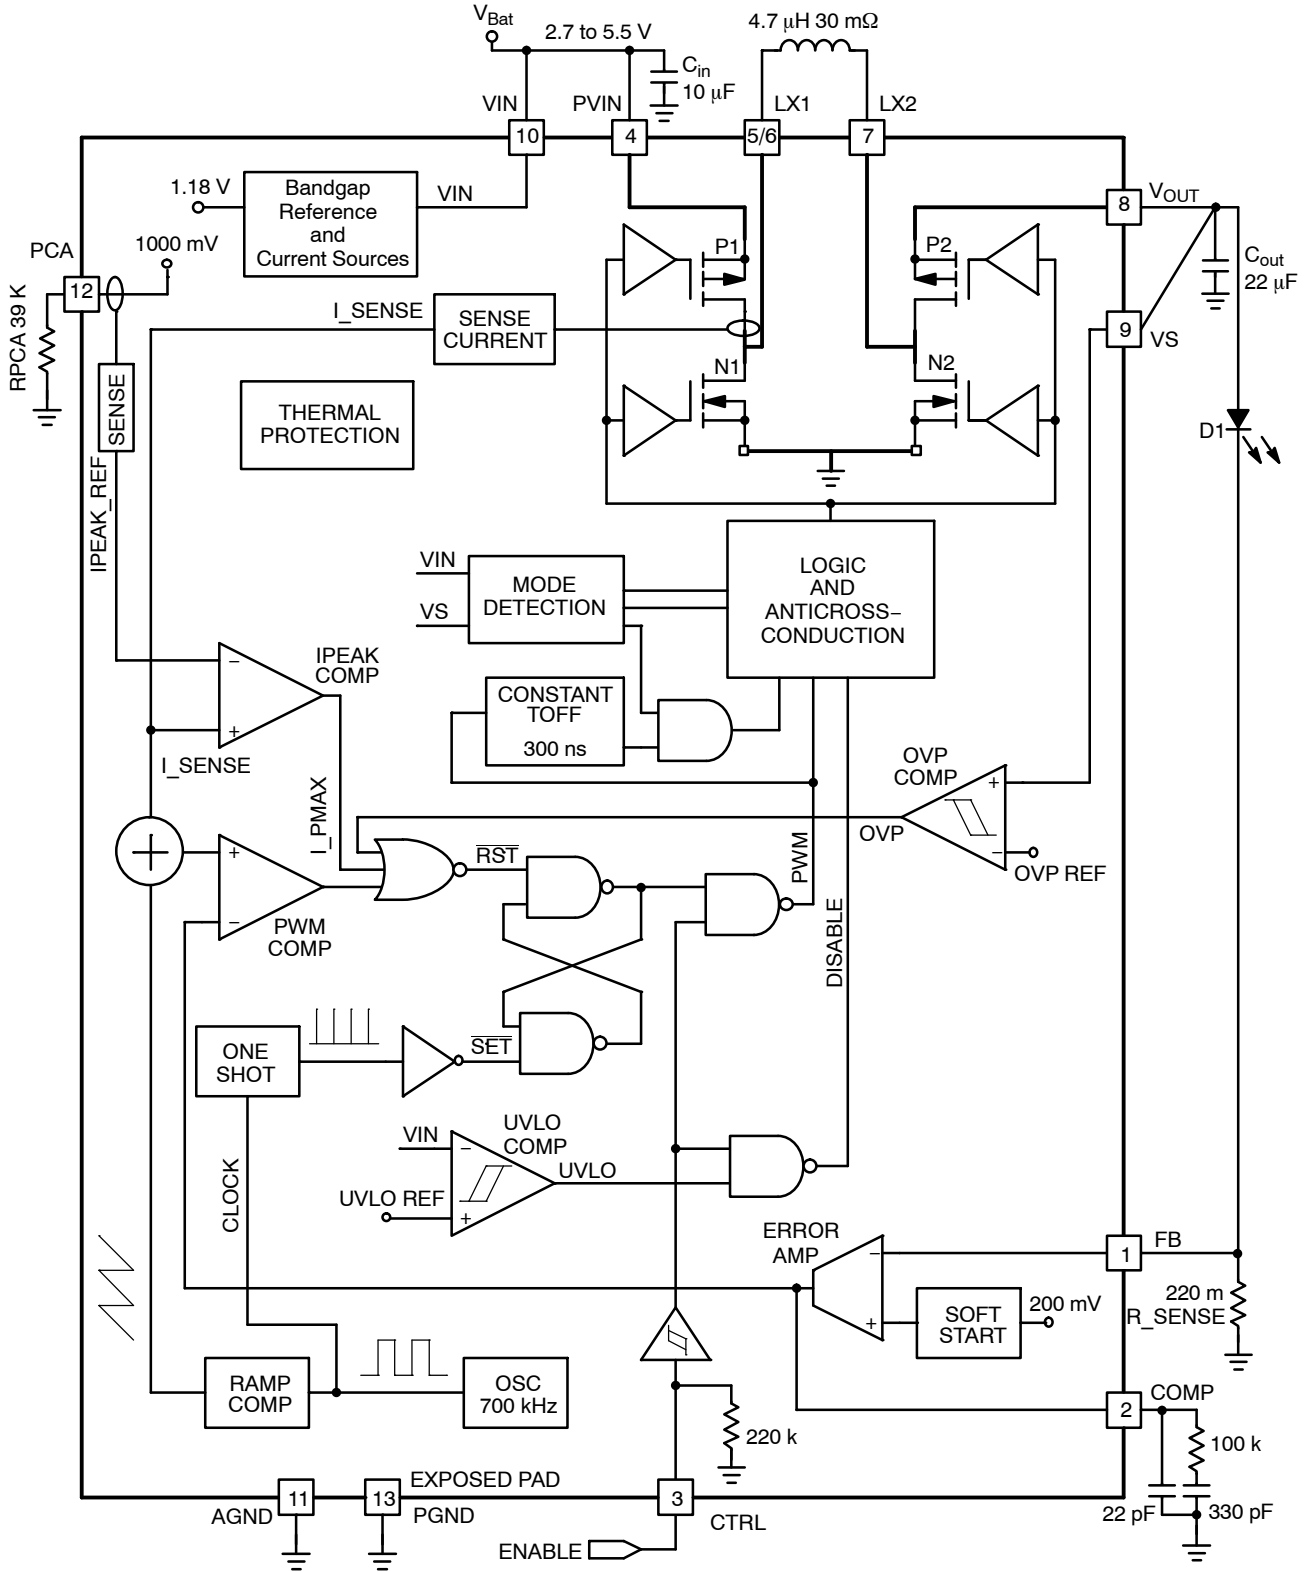 VBat
2.7 to 5.5 V
4.7 μH 30 mΩ
Cin
10 μF
VIN
PVIN
LX1
LX2
10
4
5/6
7
1.18 V
Bandgap
Reference
and
Current Sources
VIN
8
VOUT
PCA
1000 mV
12
RPCA 39 K
P1
P2
Cout
22 μF
I_SENSE
SENSE
CURRENT
9
VS
N1
N2
SENSE
THERMAL
PROTECTION
D1
IPEAK_REF
VIN
VS
MODE
DETECTION
LOGIC
AND
ANTICROSS−
CONDUCTION
−
+
IPEAK
COMP
CONSTANT
TOFF
300 ns
I_SENSE
OVP
COMP
+
−
OVP
OVP REF
I_PMAX
+
−
PWM
COMP
RST
PWM
DISABLE
ONE
SHOT
SET
VIN
UVLO
COMP
−
+
UVLO
UVLO REF
CLOCK
ERROR
AMP
−
+
1
FB
SOFT
START
200 mV
220 m
R_SENSE
RAMP
COMP
OSC
700 kHz
220 k
2
COMP
100 k
22 pF
330 pF
EXPOSED PAD
11
13
3
AGND
PGND
CTRL
ENABLE